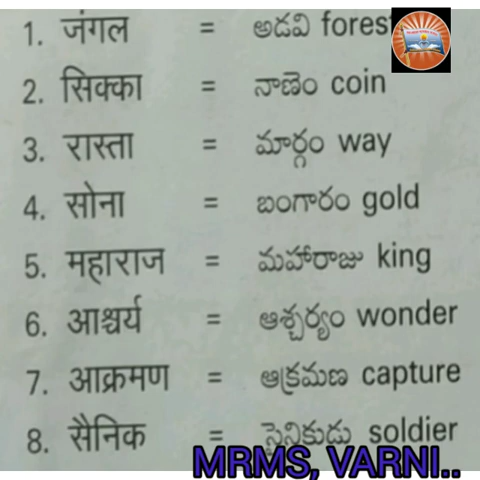 1. जंगल = అడవి forest
2. सिक्का = నాణెం coin
3. रास्ता = మార్గం way
4. सोना = బంగారం gold
5. महाराज = మహారాజు king
6. आश्चर्य = ఆశ్చర్యం wonder
7. आक्रमण = ఆక్రమణ capture
8. सैनिक = సైనికుడు soldier
MRMS, VARNI..